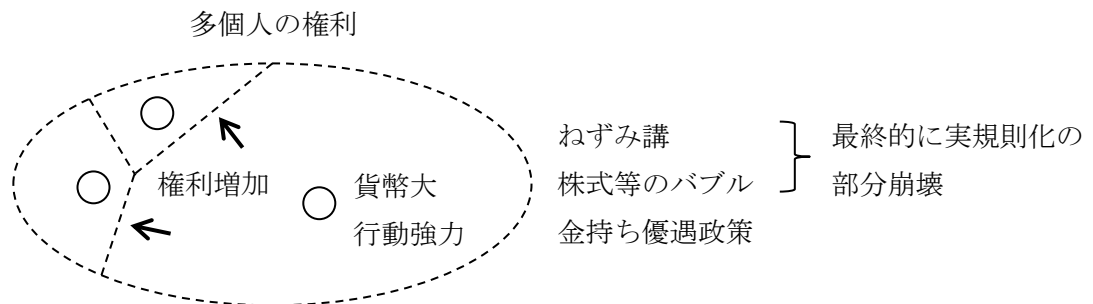 多個人の権利
権利増加
貨幣大
行動強力
ねずみ講
株式等のバブル
金持ち優遇政策
最終的に実規則化の
部分崩壊